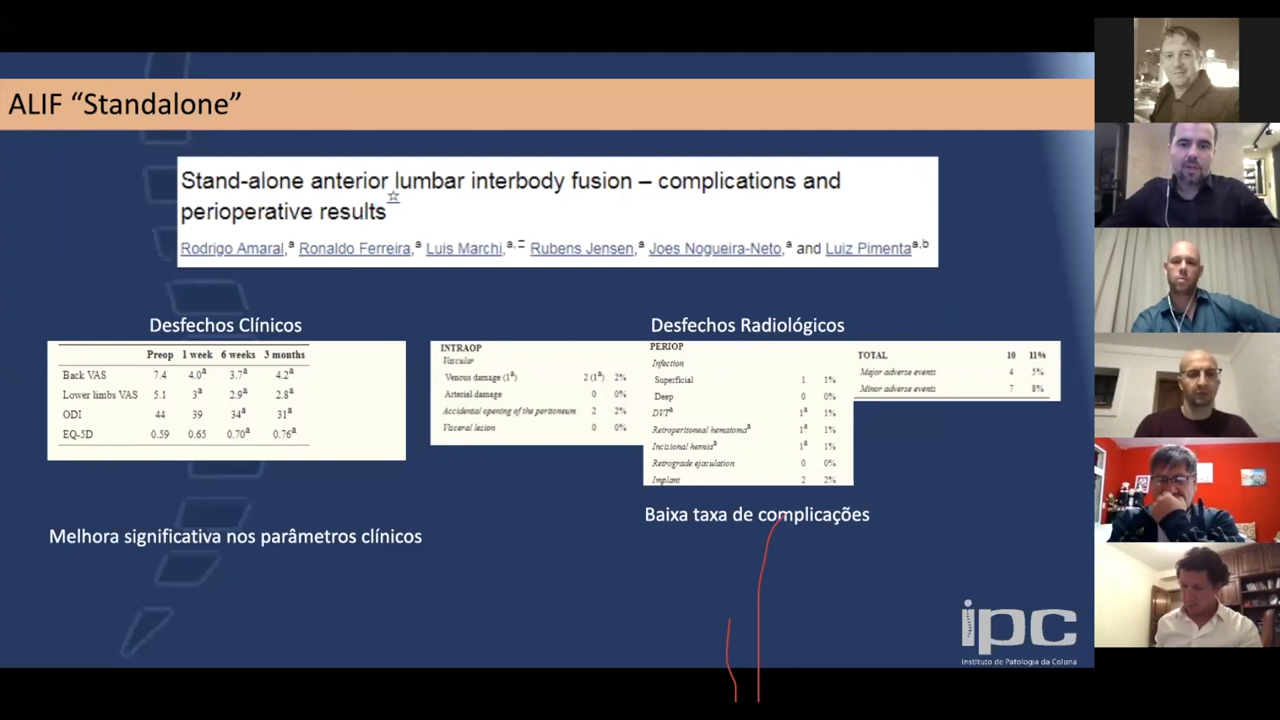 ALIF “Standalone”
Stand-alone anterior lumbar interbody fusion – complications and
perioperative results☆
Rodrigo Amaral,a Ronaldo Ferreira,a Luis Marchi,a,⁎ Rubens Jensen,a Joes Nogueira-Neto,a and Luiz Pimentaa,b
Desfechos Clínicos
Preop 1 week 6 weeks 3 months
Back VAS 7.4 4.0a 3.7a 4.2a
Lower limbs VAS 5.1 3a 2.9a 2.8a
ODI 44 39 34a 31a
EQ-5D 0.59 0.65 0.70a 0.76a
Melhora significativa nos parâmetros clínicos
Desfechos Radiológicos
INTRAOP
Vascular
Venous damage (1a) 2 (1a) 2%
Arterial damage 0 0%
Accidental opening of the peritoneum 2 2%
Visceral lesion 0 0%
PERIOP
Infection
Superficial 1 1%
Deep 0 0%
DVTa 1a 1%
Retroperitoneal hematomaa 1a 1%
Incisional herniaa 1a 1%
Retrograde ejaculation 0 0%
Implant 2 2%
TOTAL 10 11%
Major adverse events 4 5%
Minor adverse events 7 8%
Baixa taxa de complicações
ipc
Instituto de Patologia da Coluna